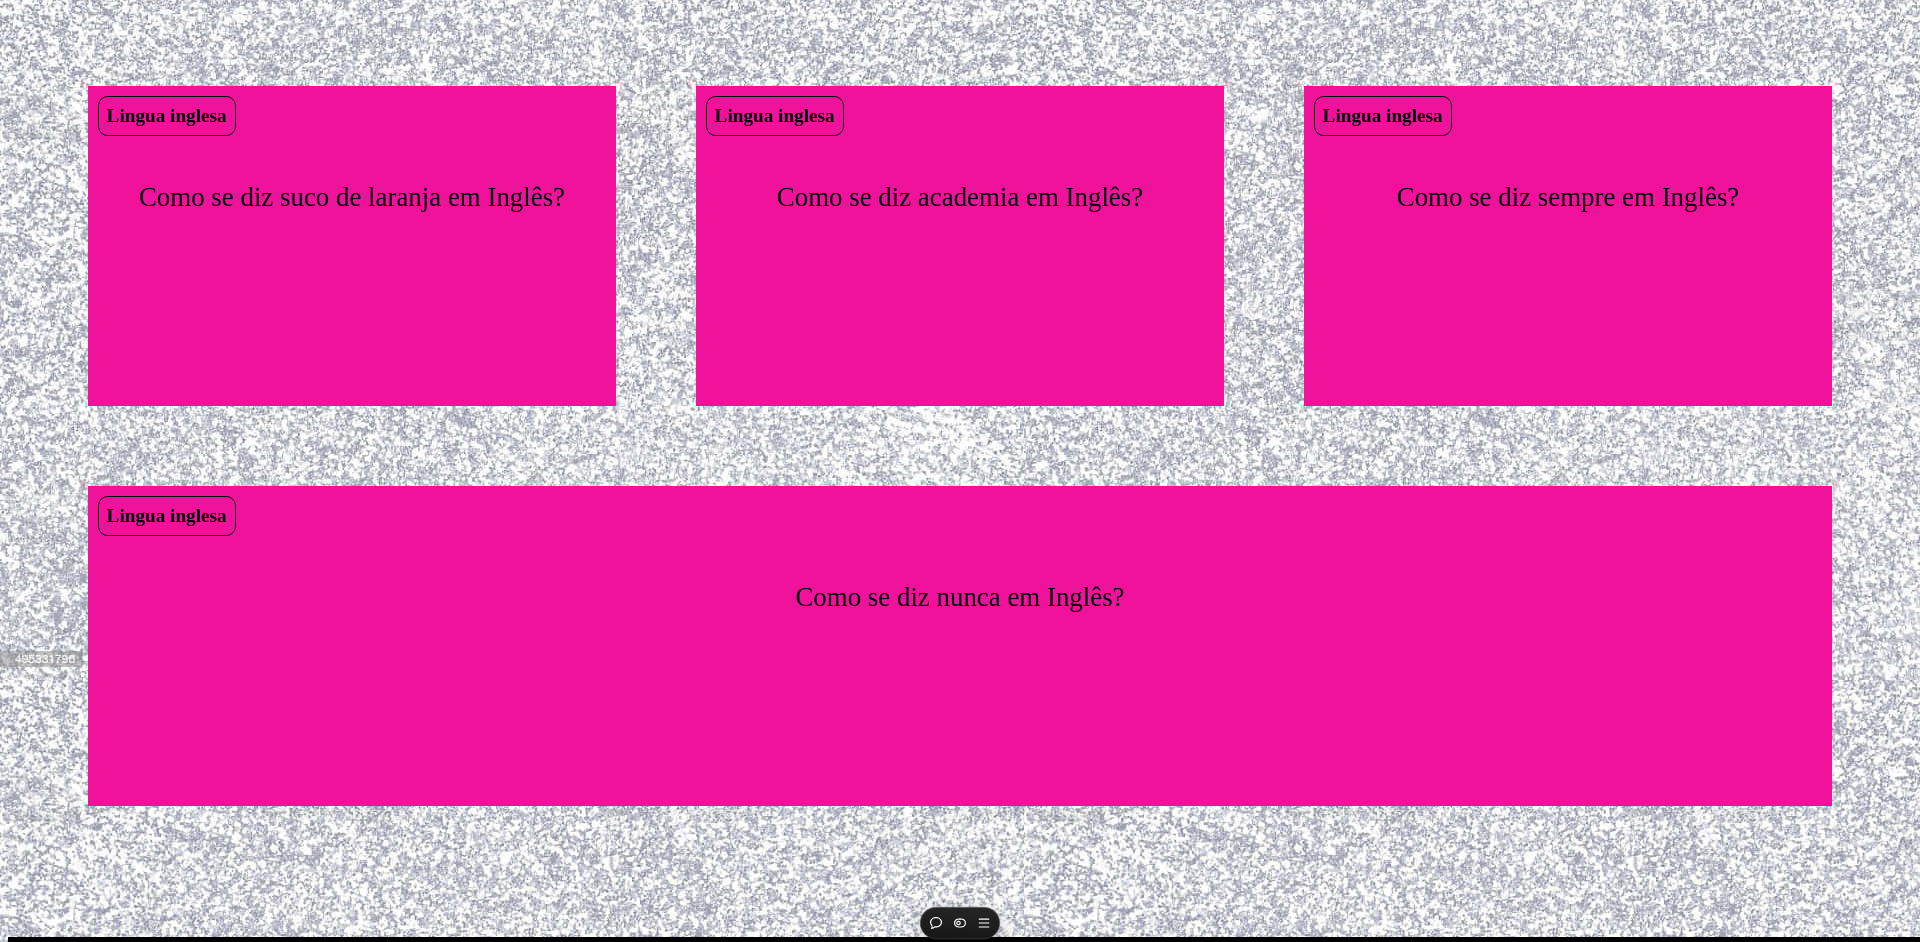 Lingua inglesa
Como se diz suco de laranja em Inglês?
Lingua inglesa
Como se diz academia em Inglês?
Lingua inglesa
Como se diz sempre em Inglês?
Lingua inglesa
Como se diz nunca em Inglês?